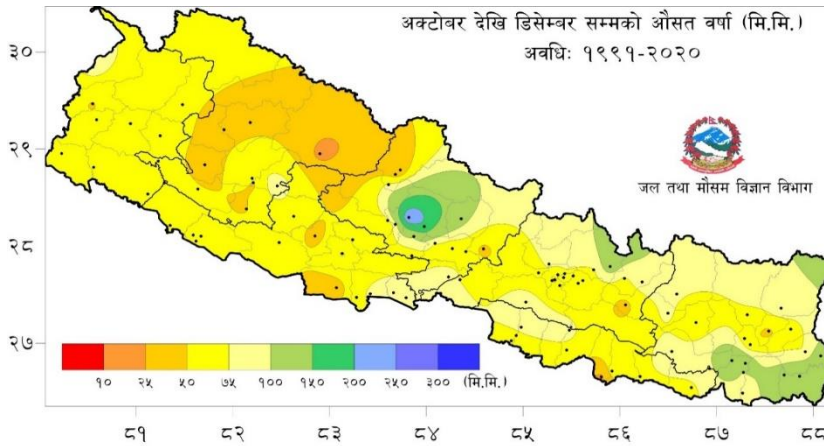 अक्टोबर देखि डिसेम्बर सम्मको औसत वर्षा (मि.मि.)
अवधिः १९९१-२०२०
जल तथा मौसम विज्ञान विभाग
३०
२९
२८
२७
१० २५ ५० ७५ १०० १५० २०० २५० ३०० (मि.मि.)
८१ ८२ ८३ ८४ ८५ ८६ ८७ ८८